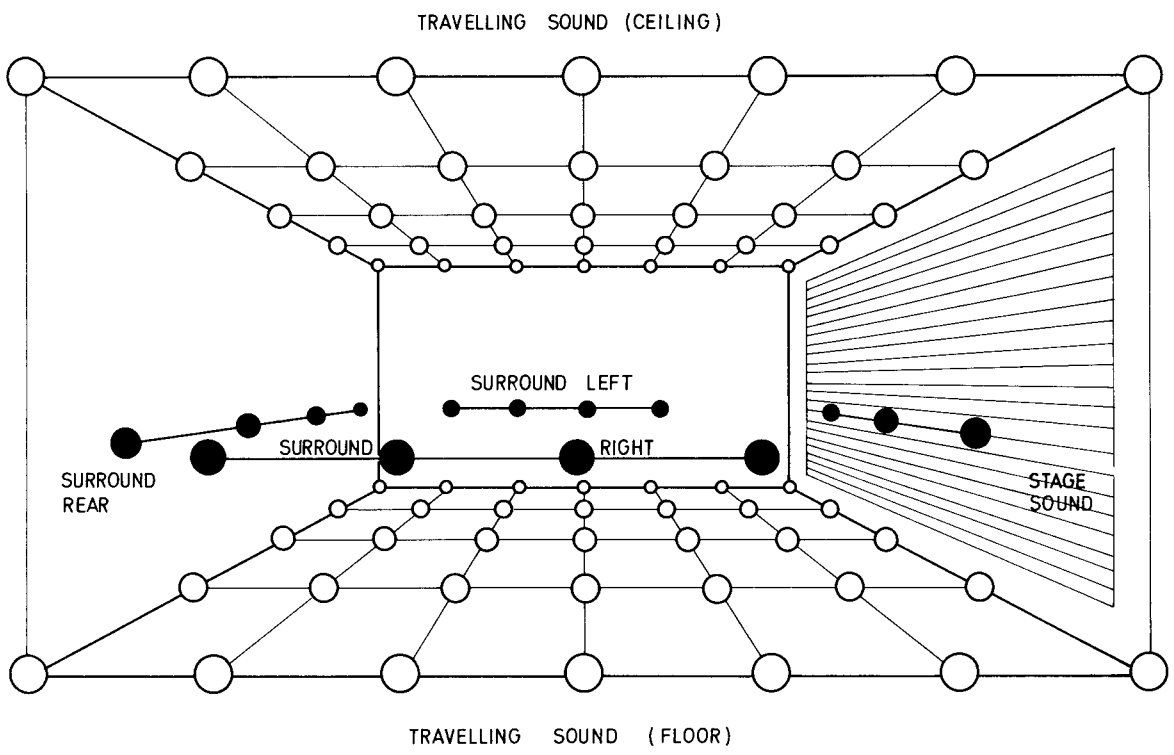 TRAVELLING SOUND (CEILING)
SURROUND LEFT
SURROUND RIGHT
SURROUND
REAR
STAGE
SOUND
TRAVELLING SOUND (FLOOR)